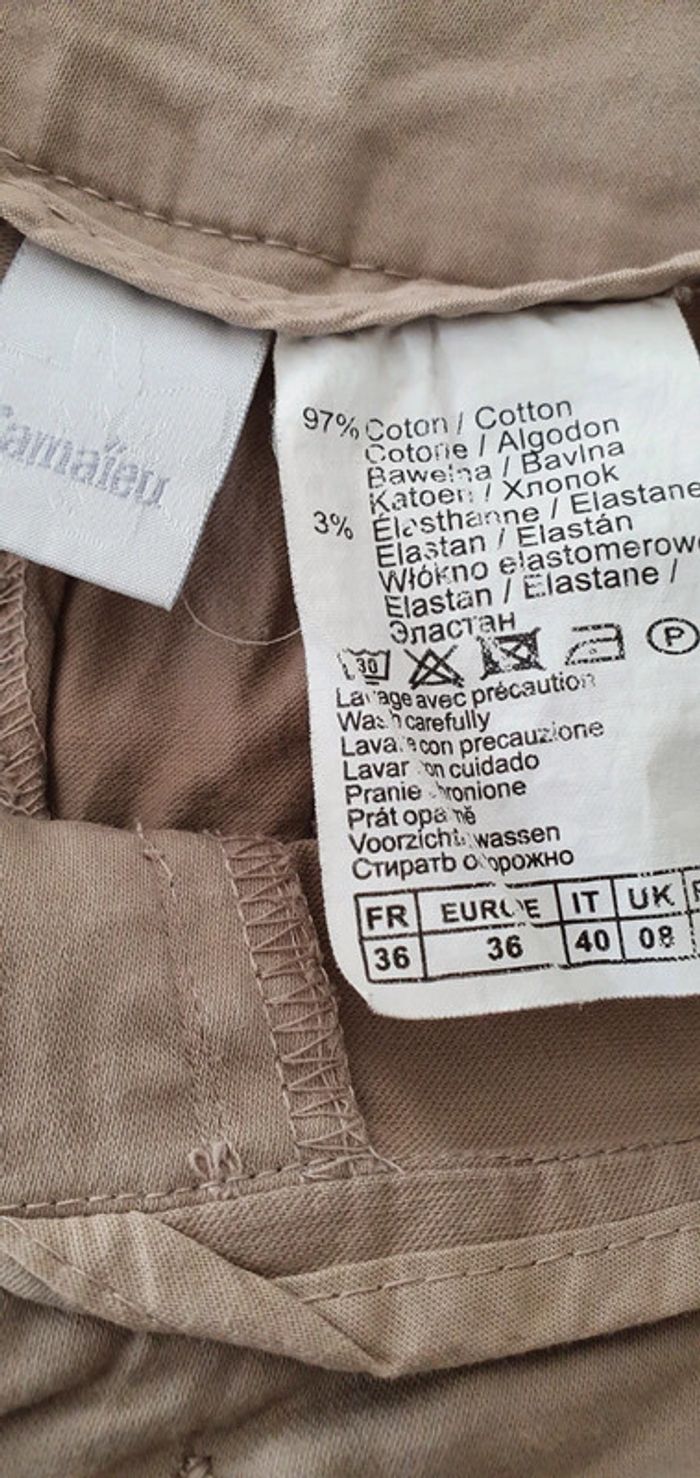 Camaïeu
97% Coton / Cotton
Cotone / Algodon
Bawełna / Bavlna
Katoen / Хлопок
3% Élasthanne / Elastane
Elastan / Elastán
Włókno elastomerowe
Elastan / Elastane /
Эластан
30
P
Lavage avec précaution
Wash carefully
Lavare con precauzione
Lavar con cuidado
Pranie chronione
Prát opatrně
Voorzichtig wassen
Стирать осторожно
FR EUROPE IT UK
36 36 40 08